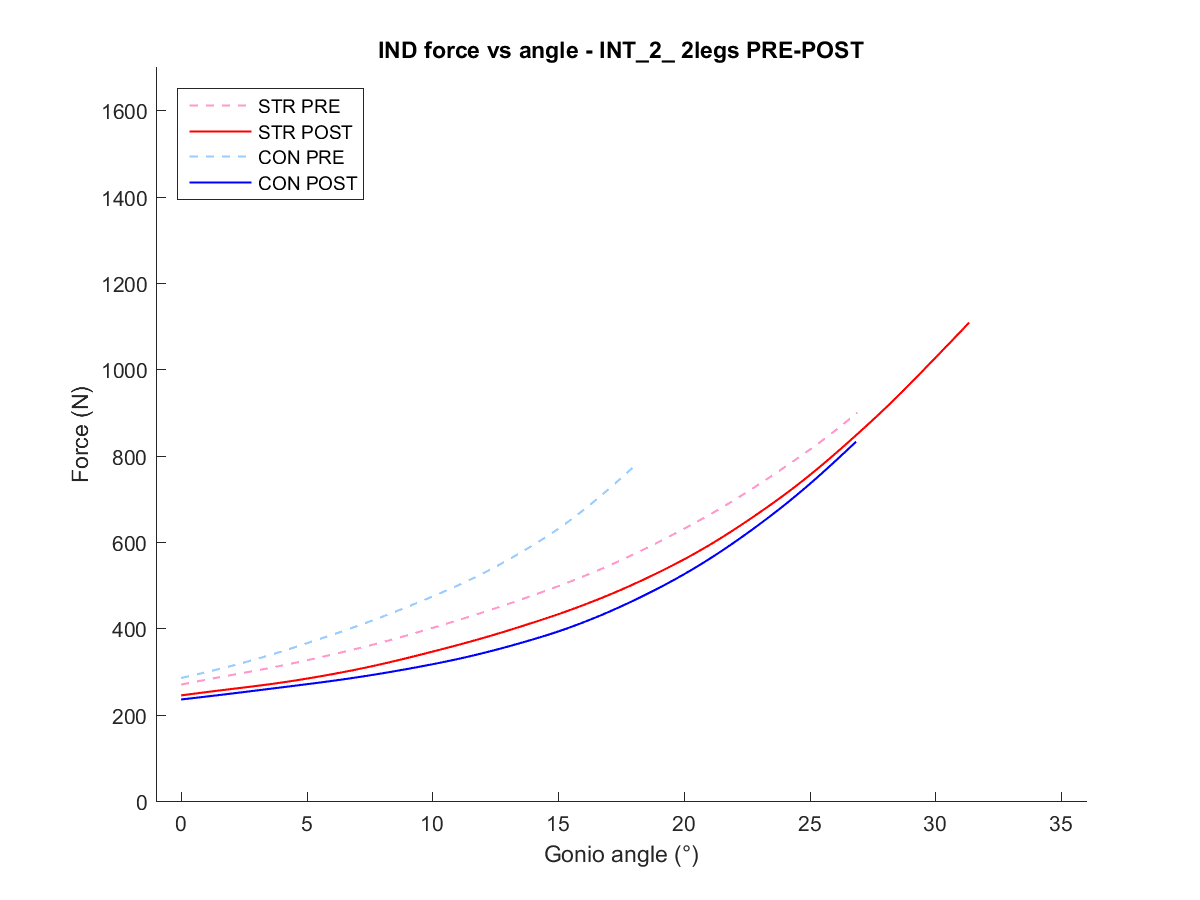 IND force vs angle - INT_2_ 2legs PRE-POST
STR PRE
STR POST
CON PRE
CON POST
1600
1400
1200
1000
800
600
400
200
0
Force (N)
0 5 10 15 20 25 30 35
Gonio angle (°)